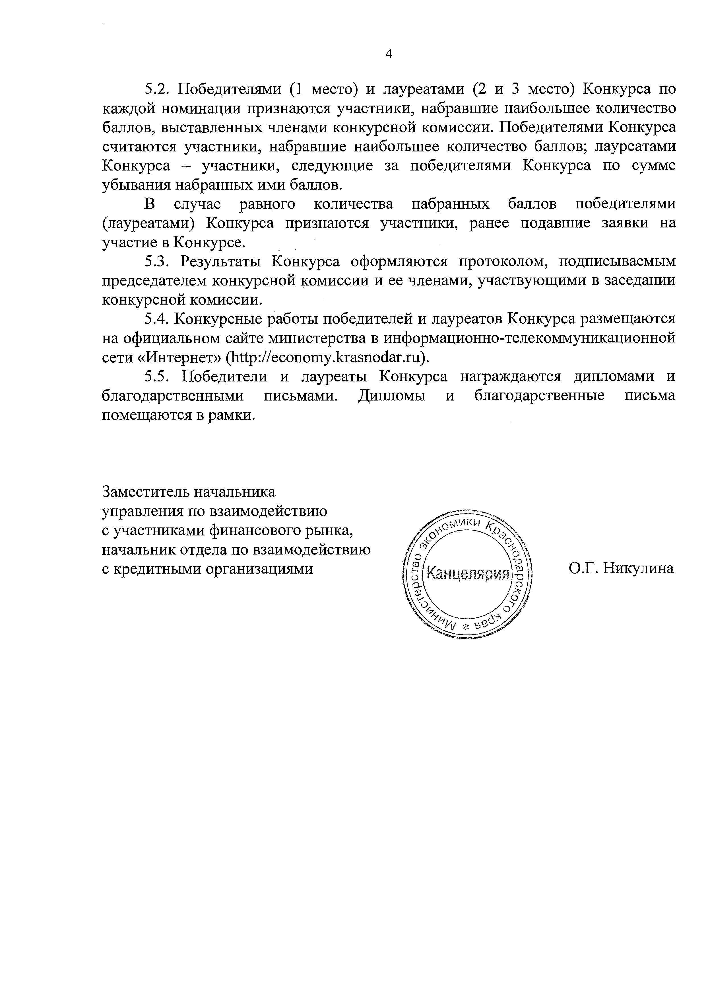 4
5.2. Победителями (1 место) и лауреатами (2 и 3 место) Конкурса по
каждой номинации признаются участники, набравшие наибольшее количество
баллов, выставленных членами конкурсной комиссии. Победителями Конкурса
считаются участники, набравшие наибольшее количество баллов; лауреатами
Конкурса – участники, следующие за победителями Конкурса по сумме
убывания набранных ими баллов.
В случае равного количества набранных баллов победителями
(лауреатами) Конкурса признаются участники, ранее подавшие заявки на
участие в Конкурсе.
5.3. Результаты Конкурса оформляются протоколом, подписываемым
председателем конкурсной комиссии и ее членами, участвующими в заседании
конкурсной комиссии.
5.4. Конкурсные работы победителей и лауреатов Конкурса размещаются
на официальном сайте министерства в информационно-телекоммуникационной
сети «Интернет» (http://economy.krasnodar.ru).
5.5. Победители и лауреаты Конкурса награждаются дипломами и
благодарственными письмами. Дипломы и благодарственные письма
помещаются в рамки.
Заместитель начальника
управления по взаимодействию
с участниками финансового рынка,
начальник отдела по взаимодействию
с кредитными организациями
Министерство экономики Краснодарского края *
Канцелярия
О.Г. Никулина